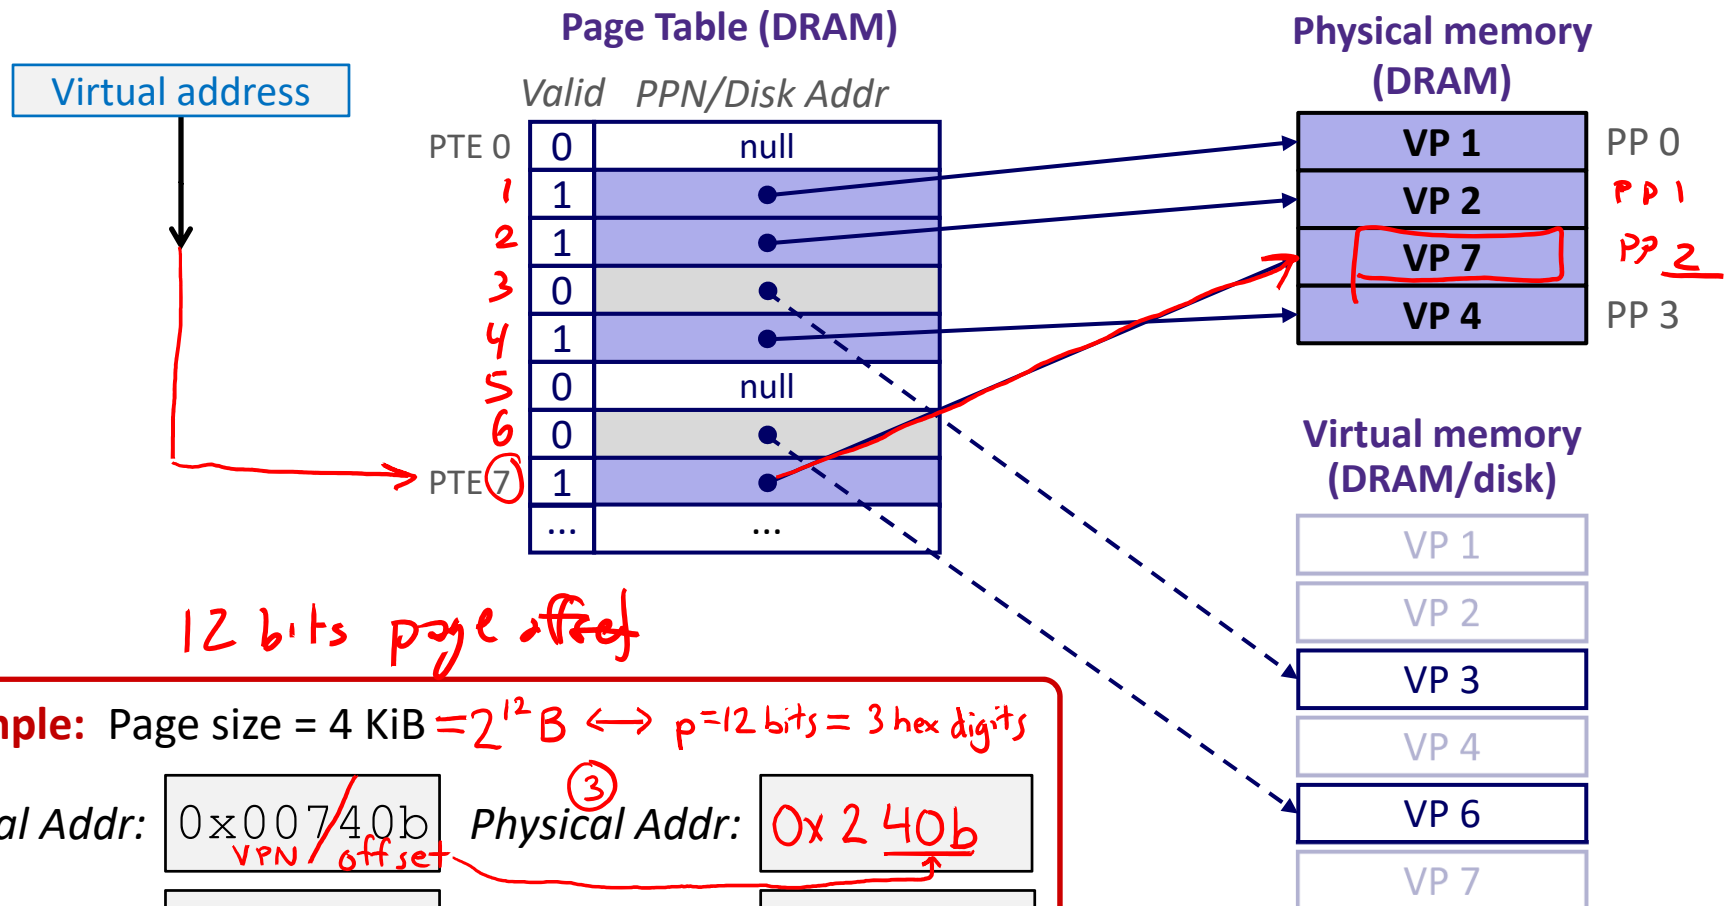 Page Table (DRAM)
Physical memory
(DRAM)
Virtual address
Valid PPN/Disk Addr
PTE 0 0 null
1 1
2 1
3 0
4 1
5 0 null
6 0
PTE 7 1
... ...
VP 1 PP 0
VP 2 PP 1
VP 7 PP 2
VP 4 PP 3
Virtual memory
(DRAM/disk)
VP 1
VP 2
VP 3
VP 4
VP 6
VP 7
12 bits page offset
mple: Page size = 4 KiB = 2^12 B ↔ p=12 bits = 3 hex digits
3
al Addr: 0x00740b Physical Addr: 0x 2 40b
VPN / offset